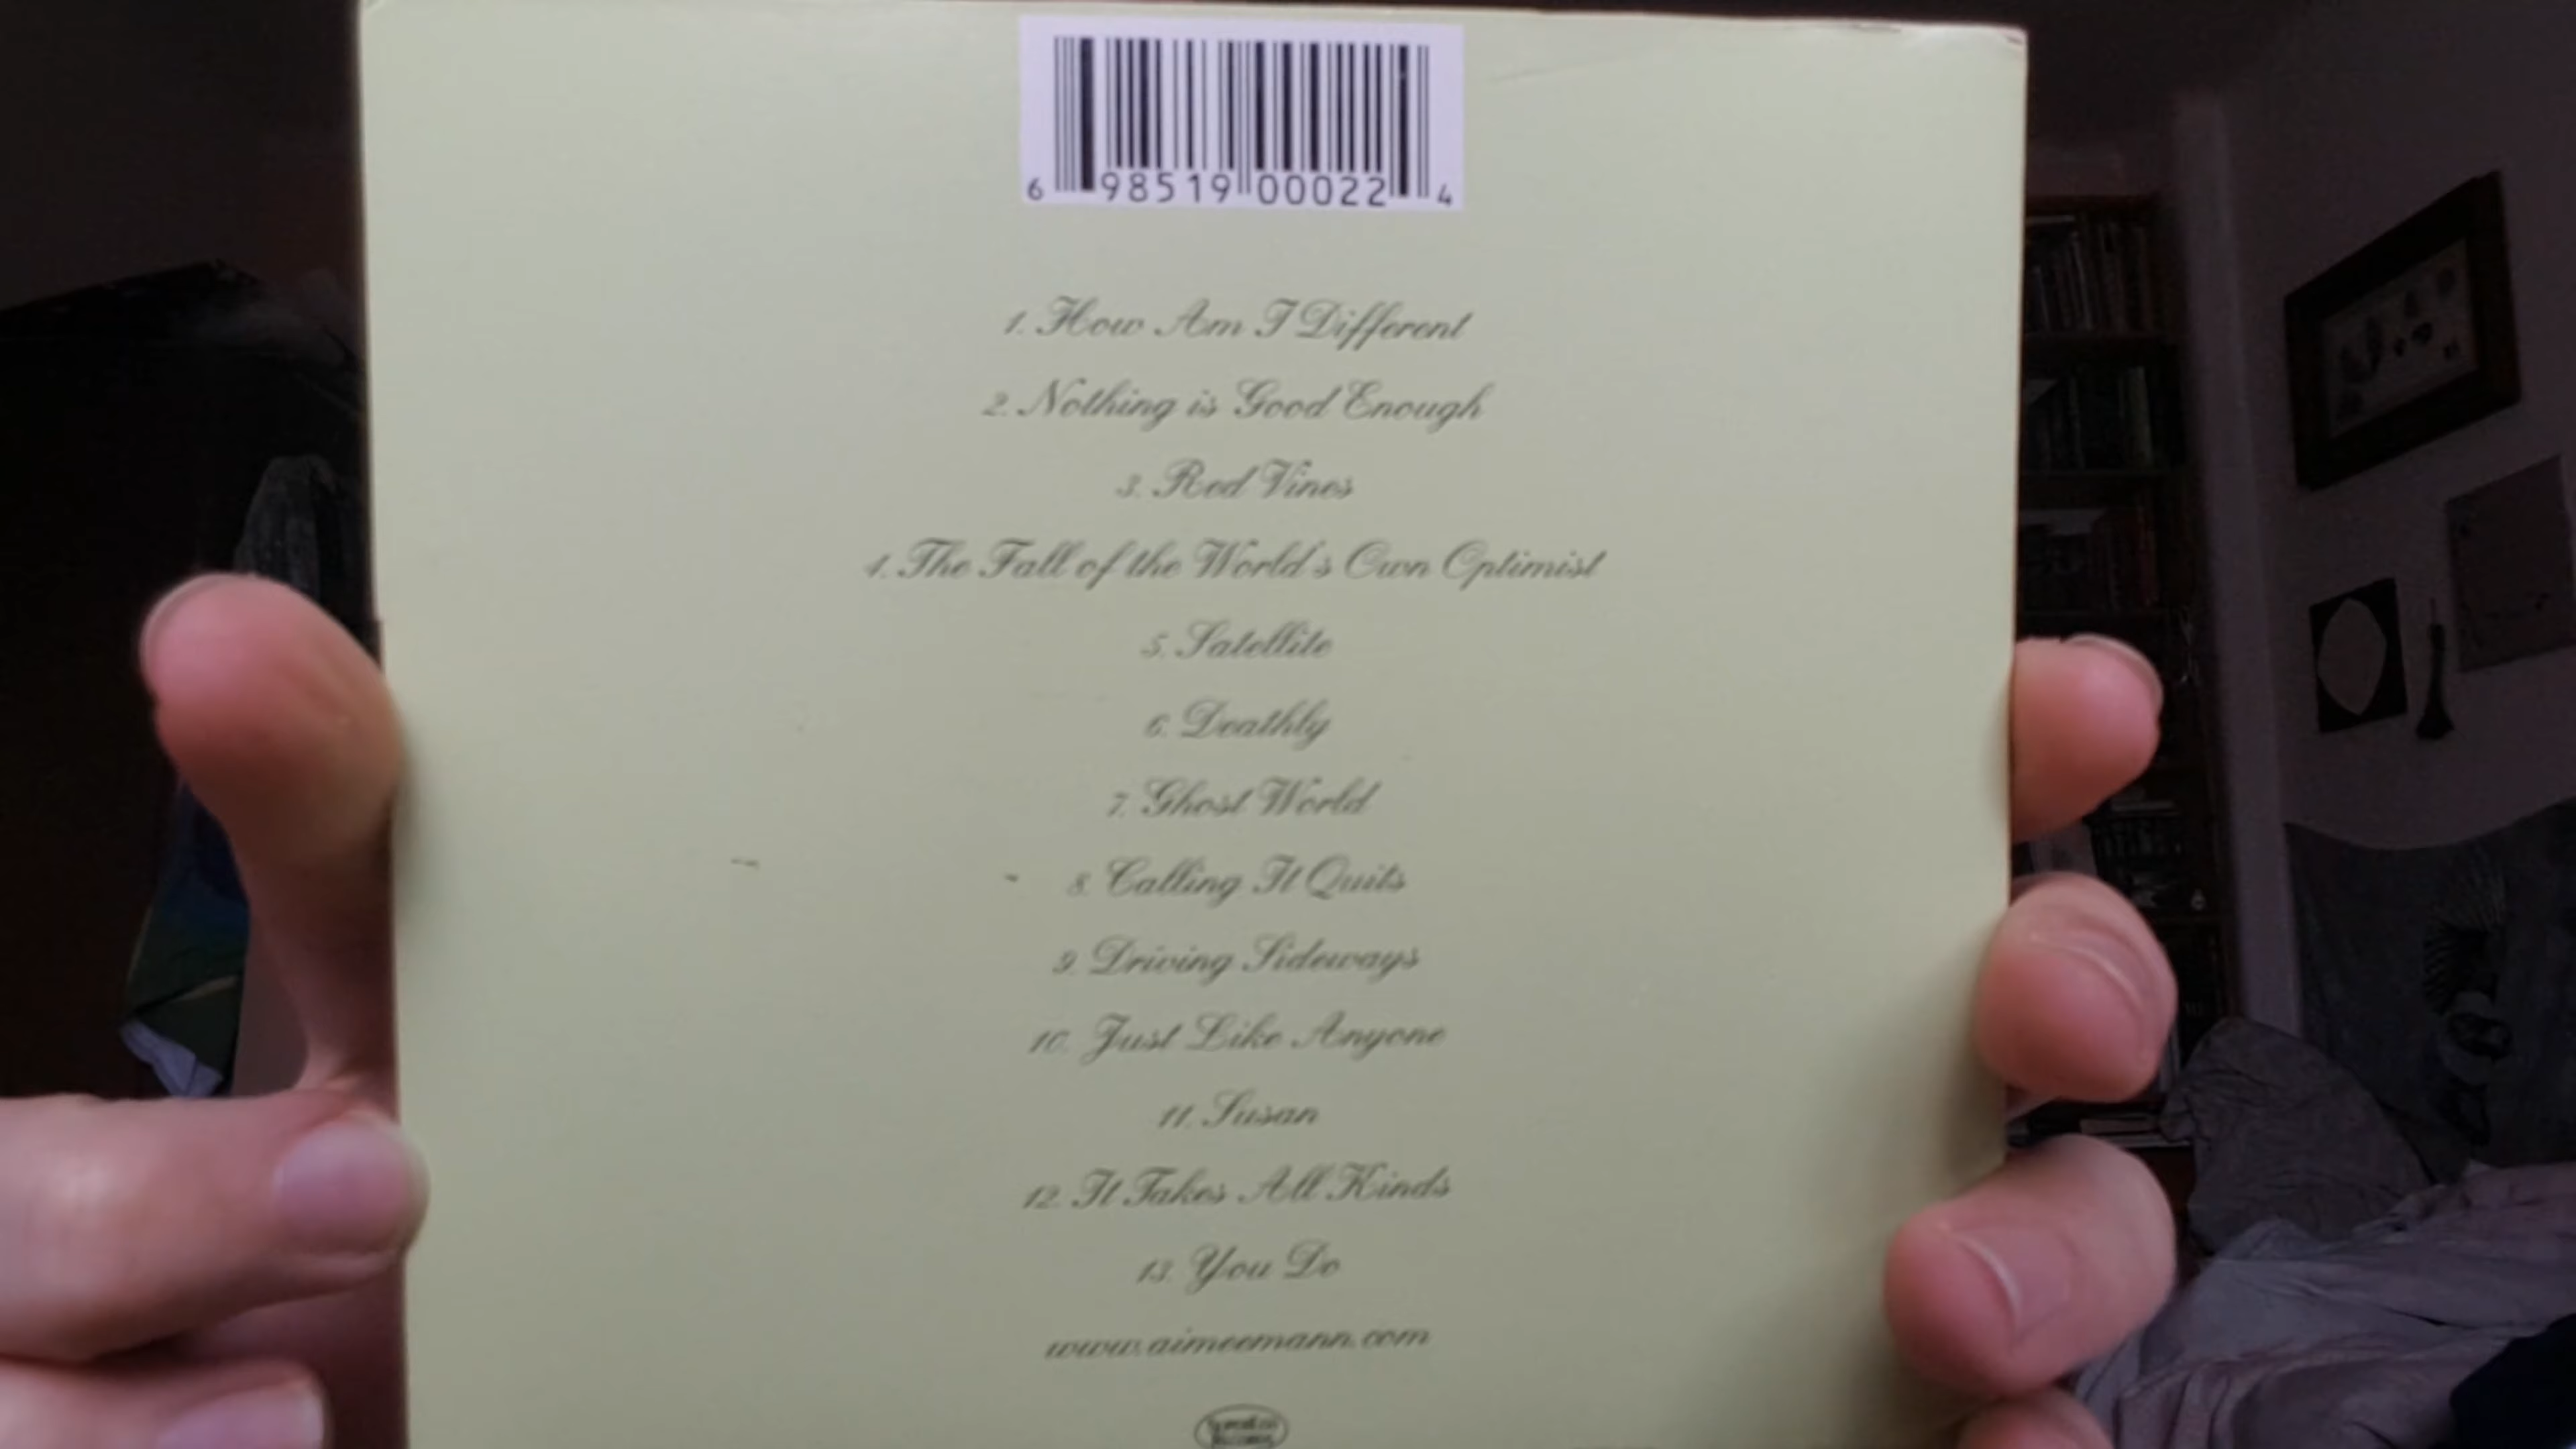 6 98519 00022 4
1. How Am I Different
2. Nothing is Good Enough
3. Red Vines
4. The Fall of the World's Own Optimist
5. Satellite
6. Deathly
7. Ghost World
8. Calling It Quits
9. Driving Sideways
10. Just Like Anyone
11. Susan
12. It Takes All Kinds
13. You Do
www.aimeemann.com